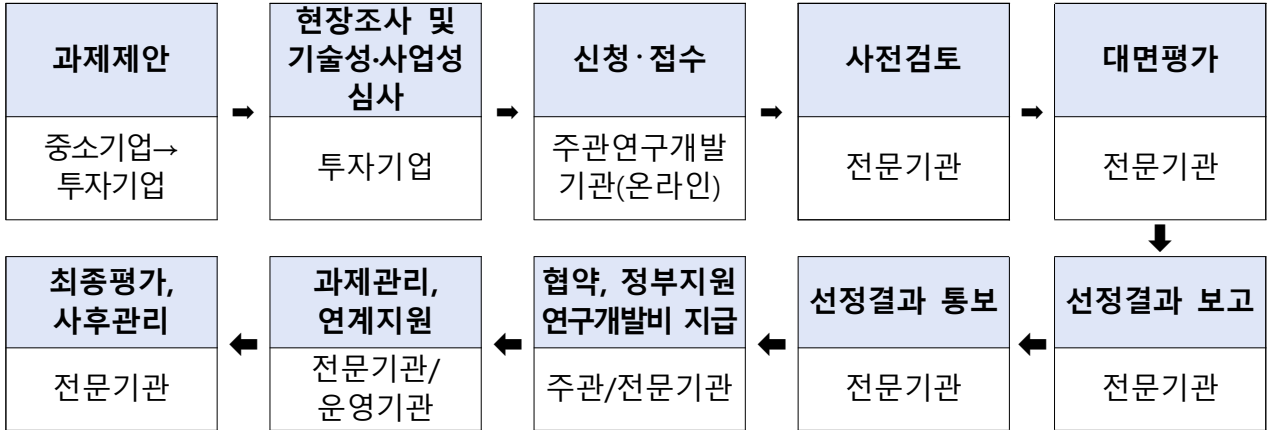 과제제안
중소기업→
투자기업
➡
현장조사 및
기술성·사업성
심사
투자기업
➡
신청·접수
주관연구개발
기관(온라인)
➡
사전검토
전문기관
➡
대면평가
전문기관
⬇
선정결과 보고
전문기관
⬅
선정결과 통보
전문기관
⬅
협약, 정부지원
연구개발비 지급
주관/전문기관
⬅
과제관리,
연계지원
전문기관/
운영기관
⬅
최종평가,
사후관리
전문기관